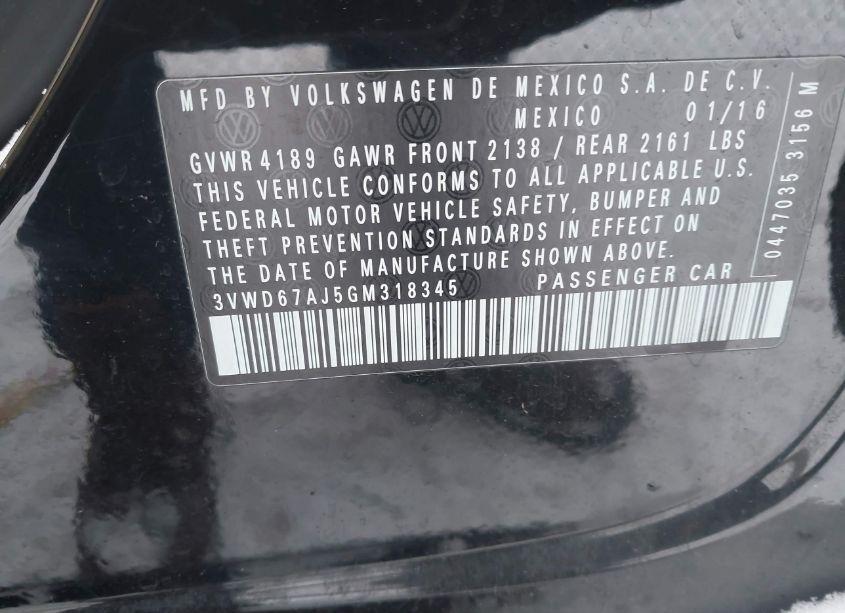 MFD BY VOLKSWAGEN DE MEXICO S.A. DE C.V.
MEXICO 01/16
GVWR 4189 GAWR FRONT 2138 / REAR 2161 LBS
THIS VEHICLE CONFORMS TO ALL APPLICABLE U.S.
FEDERAL MOTOR VEHICLE SAFETY, BUMPER AND
THEFT PREVENTION STANDARDS IN EFFECT ON
THE DATE OF MANUFACTURE SHOWN ABOVE.
3VWD67AJ5GM318345 PASSENGER CAR
0447035 3156 M